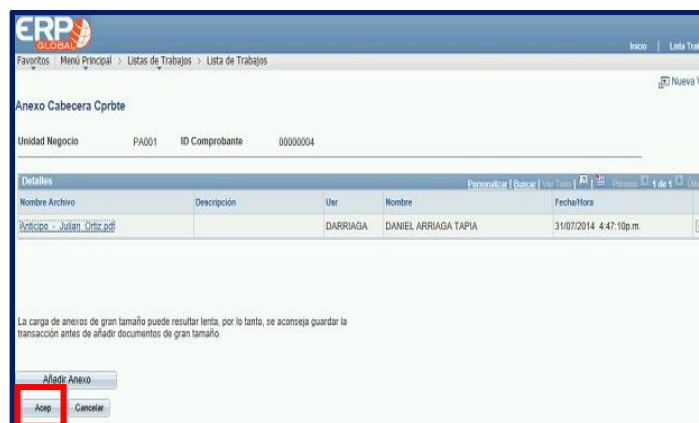 ERP
GLOBAL
Inicio | Lista Tra
Favoritos | Menú Principal > Listas de Trabajos > Lista de Trabajos
Nueva V
Anexo Cabecera Cprbte
Unidad Negocio PA001 ID Comprobante 00000004
Detalles Personalizar | Buscar | Ver Todo | Primero 1 de 1
Nombre Archivo Descripción Usr Nombre Fecha/Hora
Anticipo_-_Julian_Ortiz.pdf DARRIAGA DANIEL ARRIAGA TAPIA 31/07/2014 4:47:10p.m.
La carga de anexos de gran tamaño puede resultar lenta, por lo tanto, se aconseja guardar la
transacción antes de añadir documentos de gran tamaño.
Añadir Anexo
Acep Cancelar